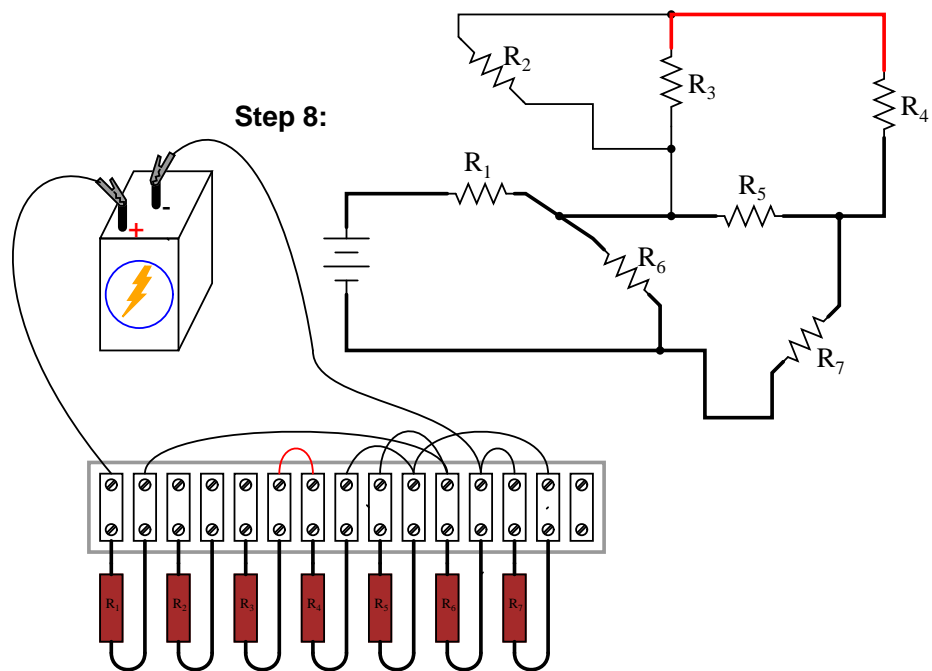 R2
R3
R4
Step 8:
R1
R5
-
+
R6
R7
R1 R2 R3 R4 R5 R6 R7